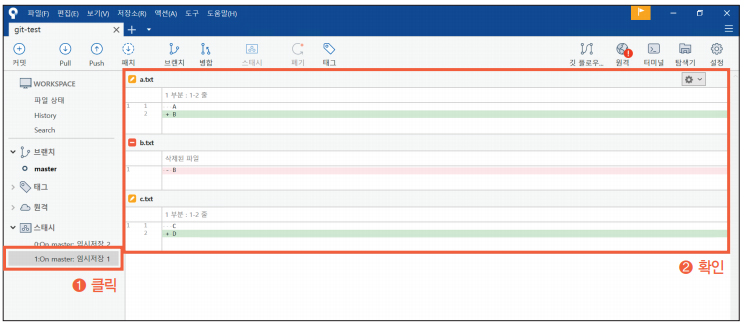 파일(F) 편집(E) 보기(V) 저장소(R) 액션(A) 도구 도움말(H)
git-test
커밋 Pull Push 패치 브랜치 병합 스태시 폐기 태그 깃 플로우... 원격 터미널 탐색기 설정
WORKSPACE
파일 상태
History
Search
브랜치
master
태그
원격
스태시
0:On master: 임시저장 2
1:On master: 임시저장 1
❶ 클릭
a.txt
1 부분 : 1-2 줄
1 1 A
2 + B
b.txt
삭제된 파일
1 - B
c.txt
1 부분 : 1-2 줄
1 1 C
2 + D
❷ 확인